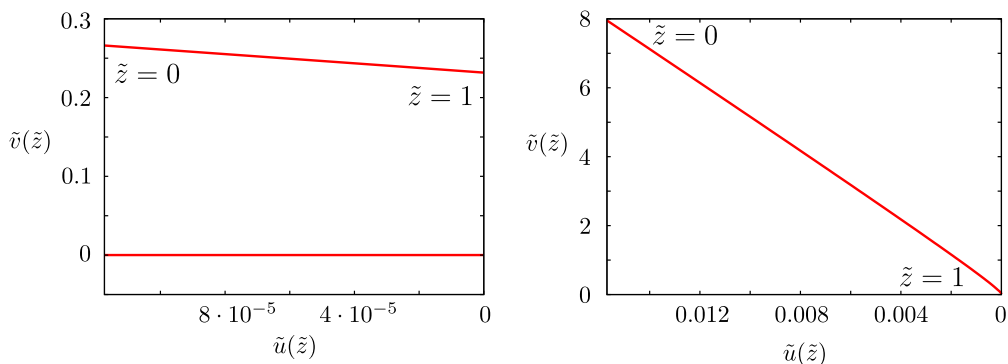 0.3
z̃ = 0
0.2
z̃ = 1
ṽ(z̃)
0.1
0
8 · 10⁻⁵
4 · 10⁻⁵
0
ũ(z̃)
8
z̃ = 0
6
ṽ(z̃)
4
2
z̃ = 1
0
0.012
0.008
0.004
0
ũ(z̃)